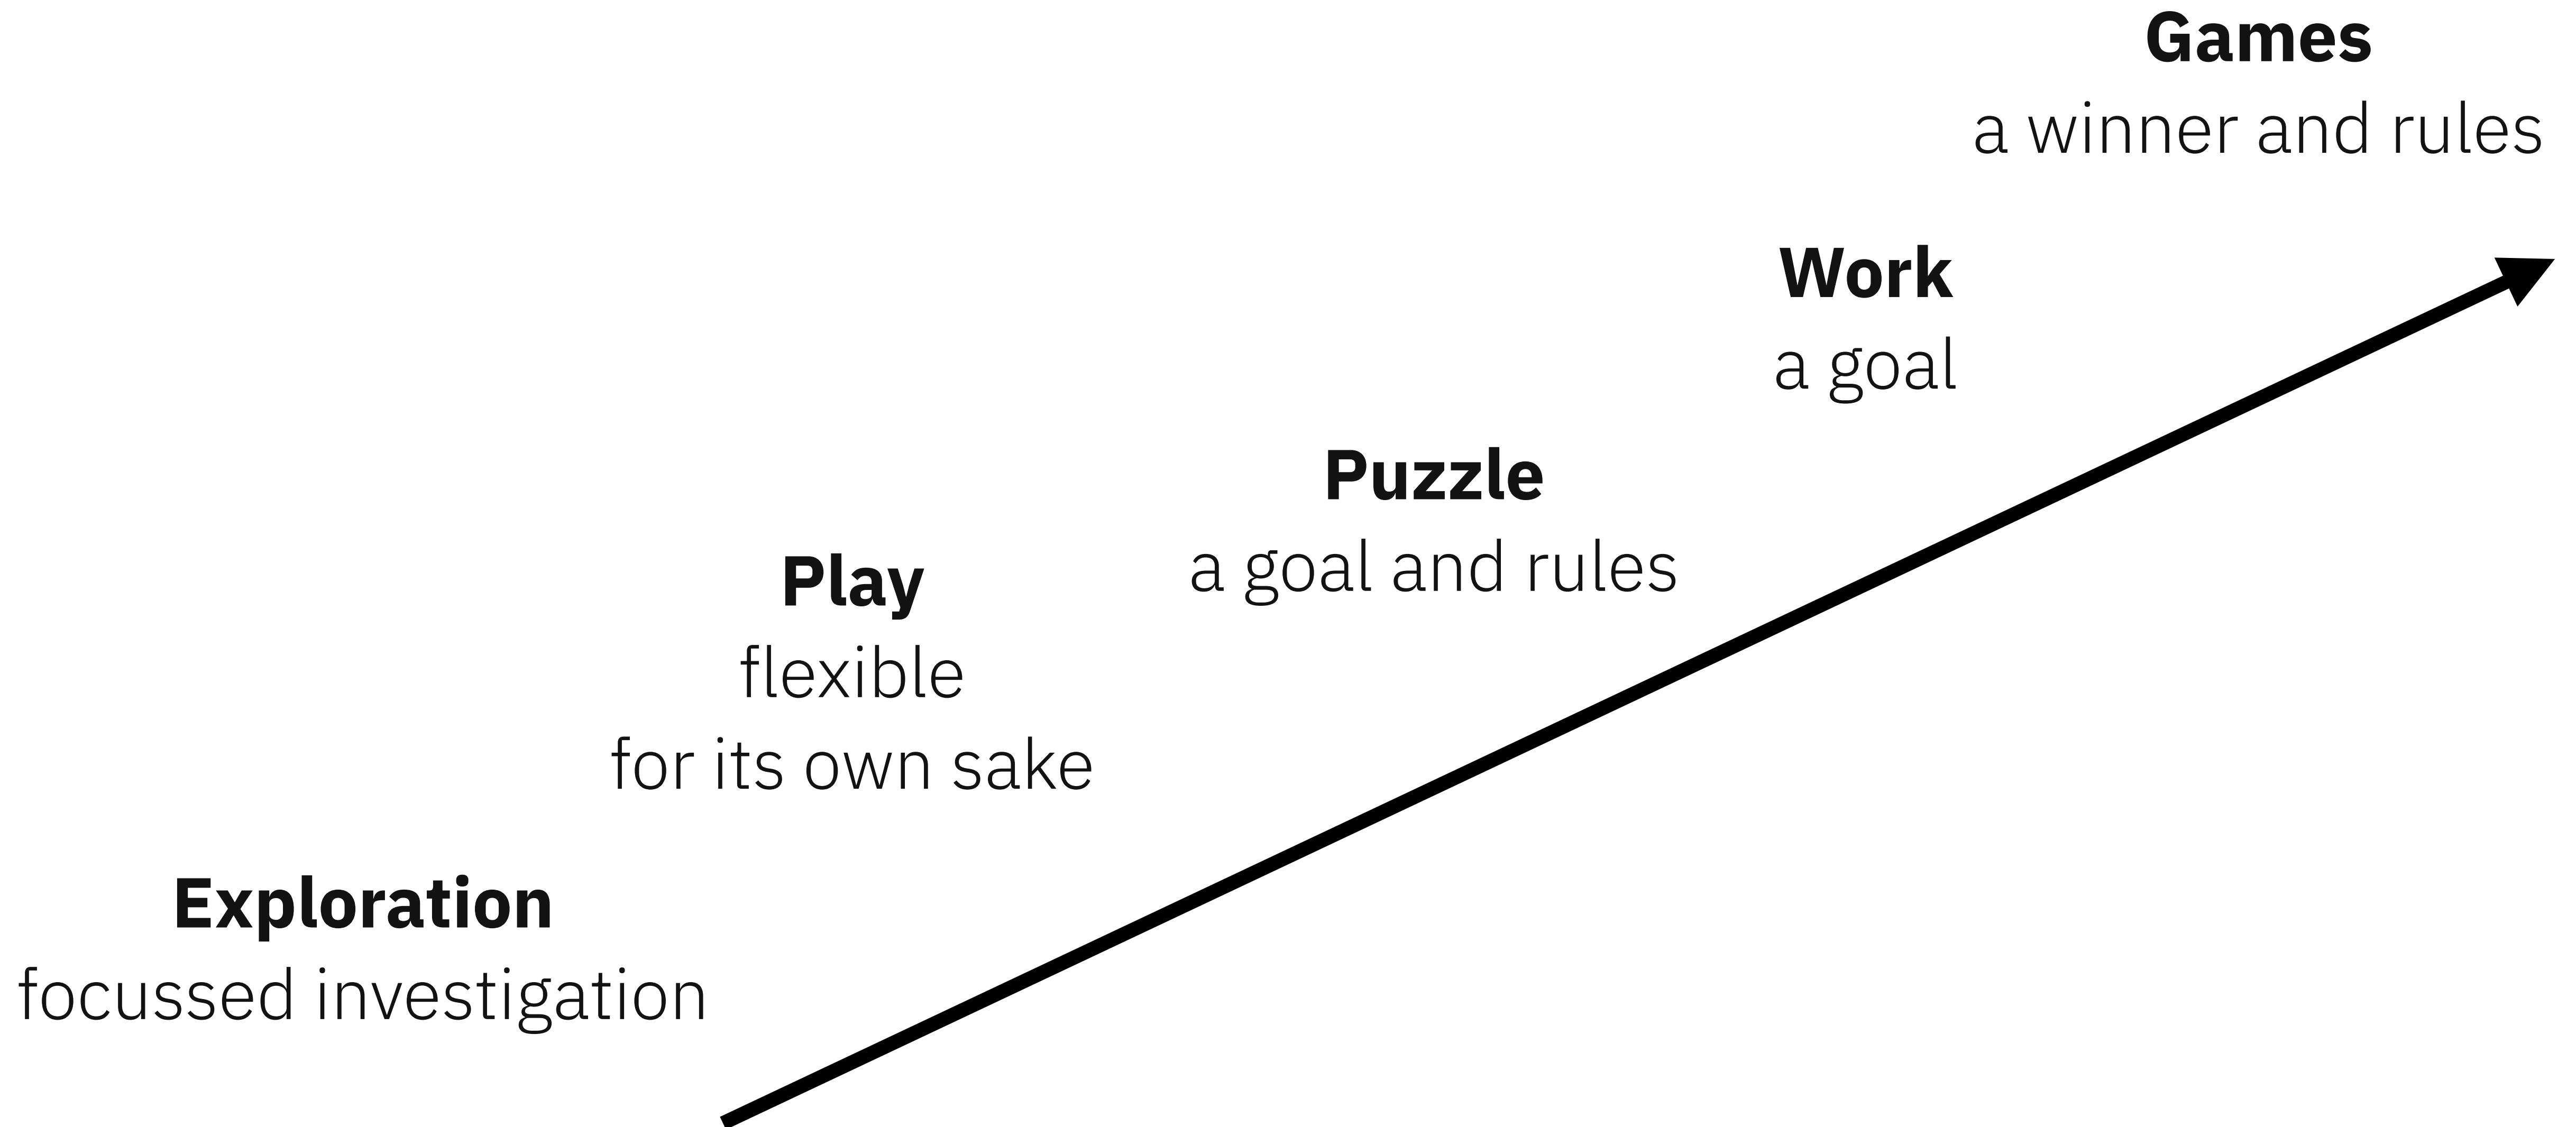 Games
a winner and rules
Work
a goal
Puzzle
a goal and rules
Play
flexible
for its own sake
Exploration
focussed investigation